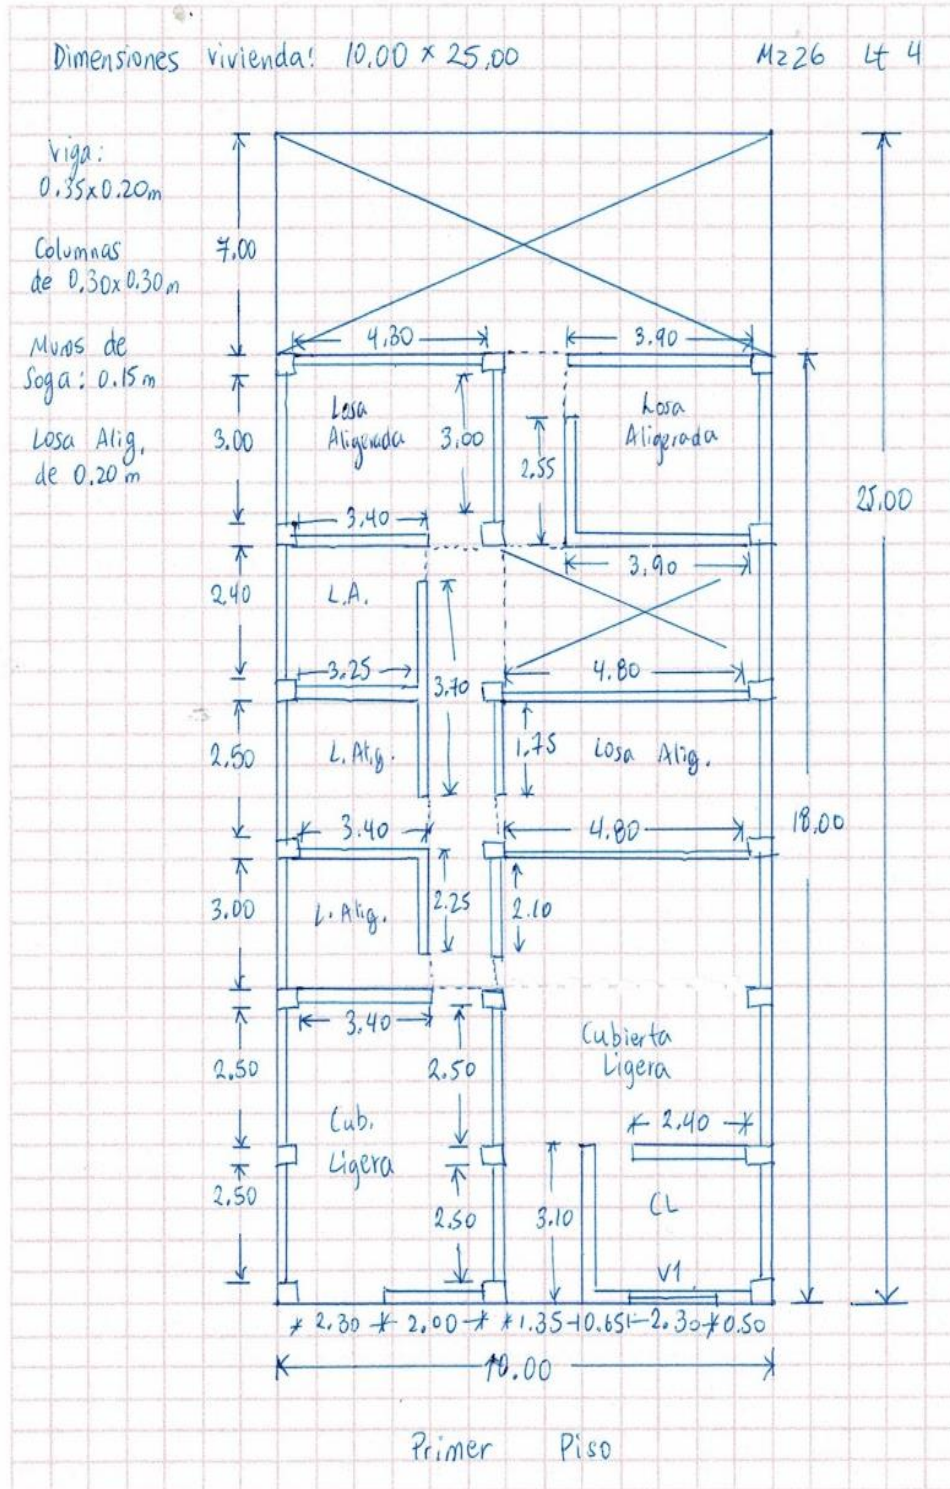 Dimensiones vivienda: 10.00 x 25.00
Mz26 Lt 4
Viga:
0.35x0.20m
Columnas
de 0.30x0.30m
Muros de
Soga: 0.15m
Losa Alig.
de 0.20m
7.00
4.30
3.90
3.00
Losa
Aligerada
3.00
Losa
Aligerada
2.55
25.00
3.40
3.90
2.40
L.A.
3.25
3.70
4.80
2.50
L. Alig.
1.75
Losa Alig.
3.40
4.80
18.00
3.00
L. Alig.
2.25
2.10
3.40
2.50
2.50
Cubierta
Ligera
Cub.
Ligera
2.40
2.50
2.50
3.10
CL
V1
2.30
2.00
1.35
0.65
2.30
0.50
10.00
Primer Piso